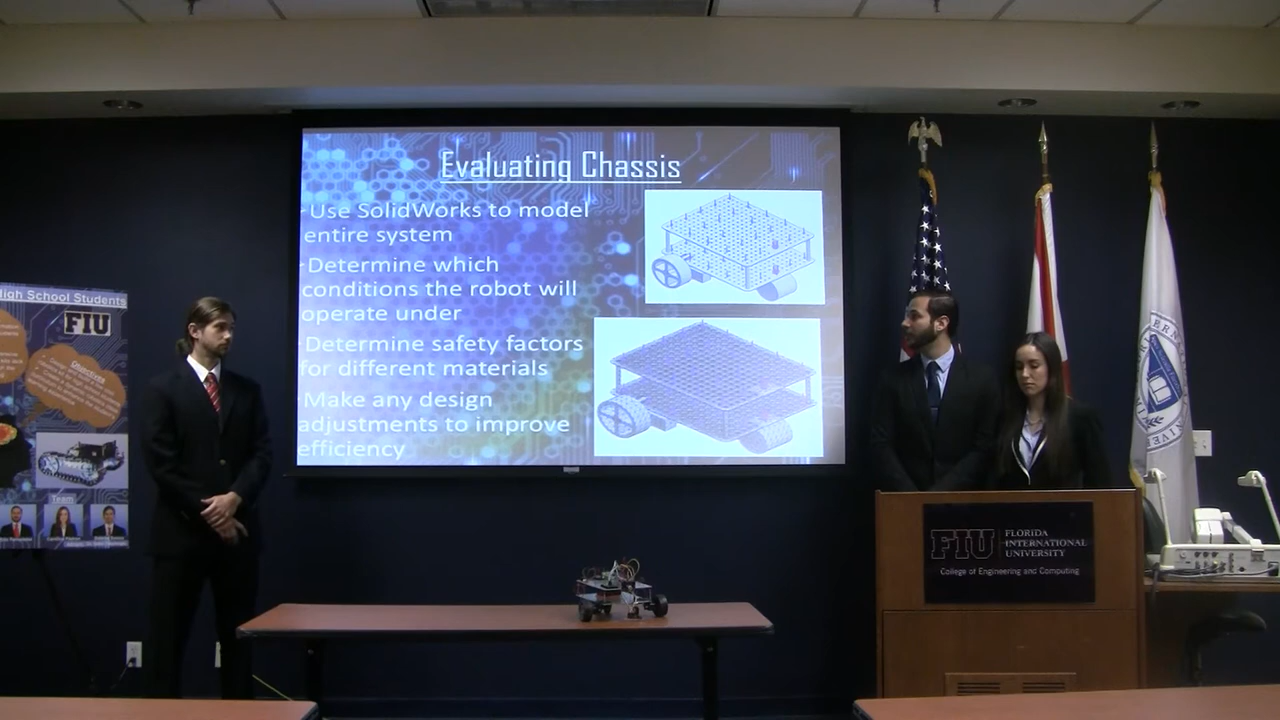 Evaluating Chassis
Use SolidWorks to model
entire system
Determine which
conditions the robot will
operate under
Determine safety factors
for different materials
Make any design
adjustments to improve
efficiency
High School Students
FIU
Objectives
Team
FIU
FLORIDA
INTERNATIONAL
UNIVERSITY
College of Engineering and Computing